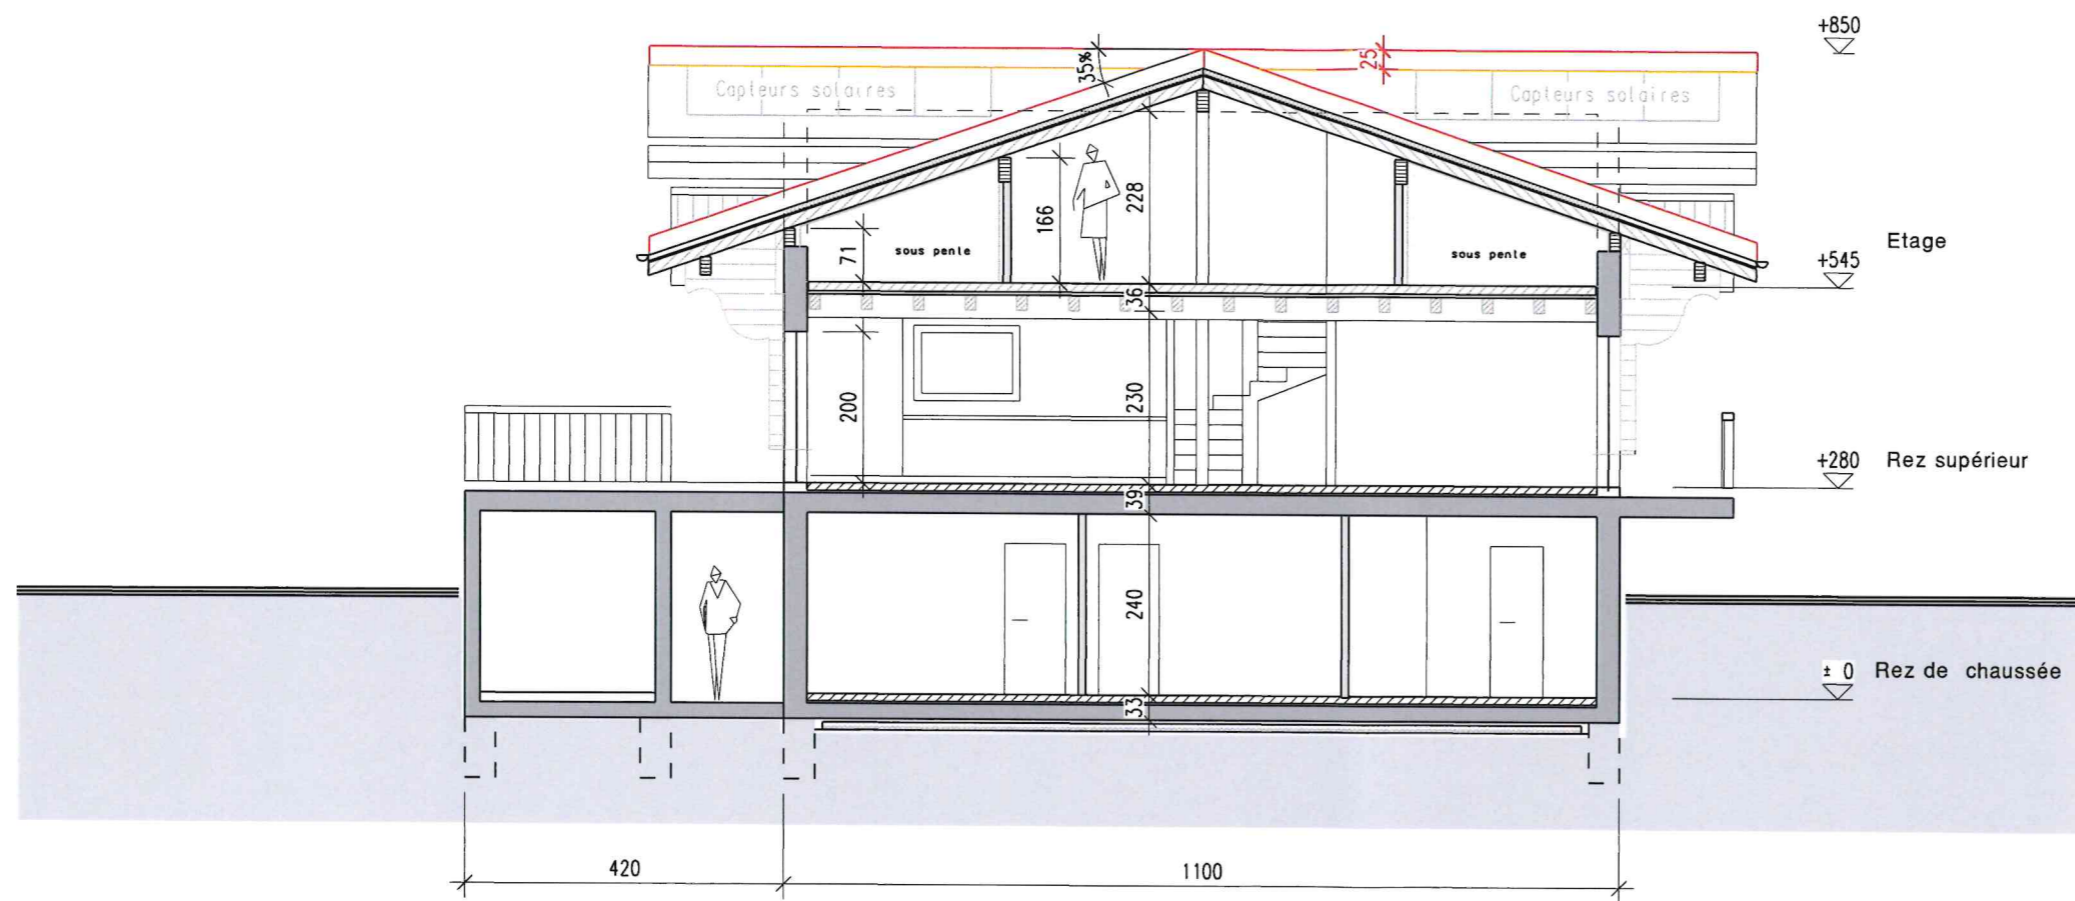 +850
25
35%
Capteurs solaires
Capteurs solaires
228
166
71
sous pente
sous pente
Etage
+545
36
200
230
+280 Rez supérieur
39
240
± 0 Rez de chaussée
33
420
1100